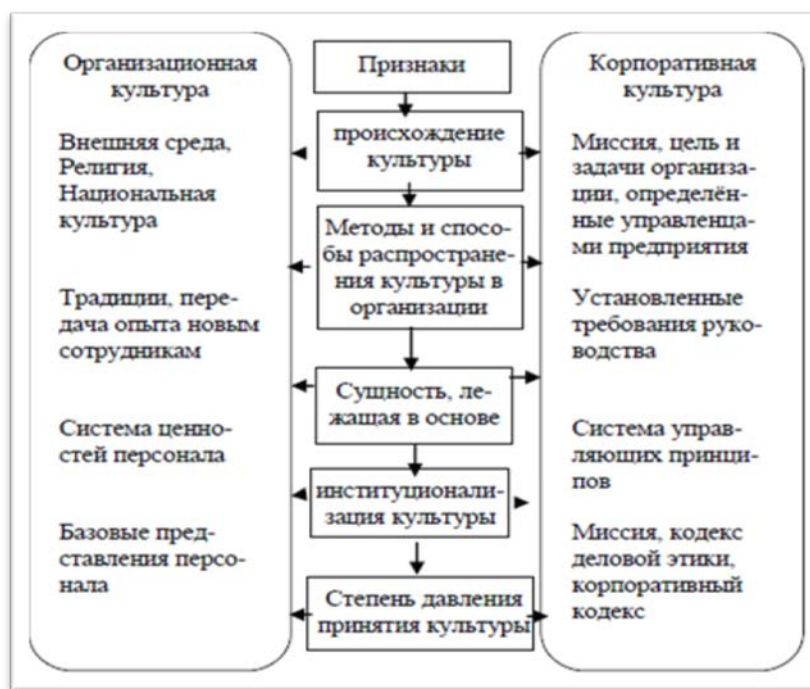 Организационная
культура
Внешняя среда,
Религия,
Национальная
культура
Традиции, пере-
дача опыта новым
сотрудникам
Система ценно-
стей персонала
Базовые пред-
ставления персо-
нала
Признаки
происхождение
культуры
Методы и спосо-
бы распростране-
ния культуры в
организации
Сущность, ле-
жащая в основе
институционали-
зация культуры
Степень давления
принятия культуры
Корпоративная
культура
Миссия, цель и
задачи организа-
ции, определён-
ные управленца-
ми предприятия
Установленные
требования руко-
водства
Система управ-
ляющих принци-
пов
Миссия, кодекс
деловой этики,
корпоративный
кодекс